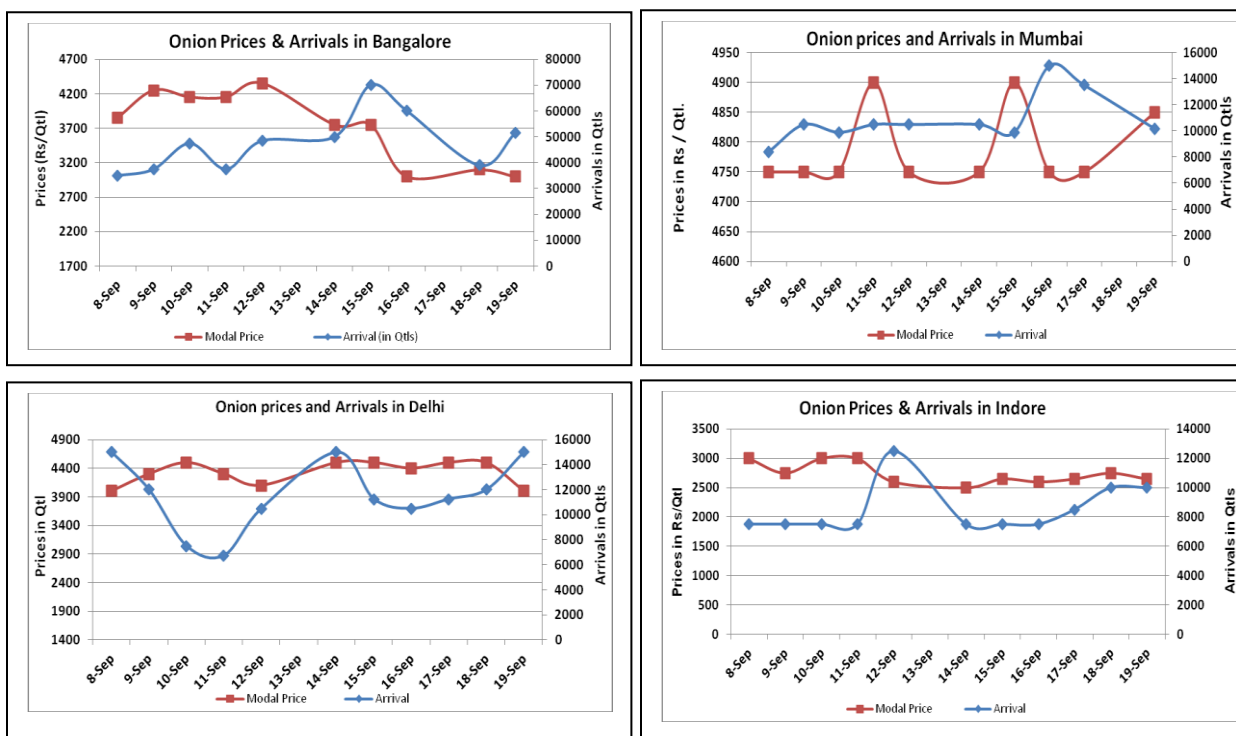 Onion Prices & Arrivals in Bangalore
Prices (Rs/Qtl)
4700
4200
3700
3200
2700
2200
1700
80000
70000
60000
50000
40000
30000
20000
10000
0
Arrivals in Qtls
8-Sep
9-Sep
10-Sep
11-Sep
12-Sep
13-Sep
14-Sep
15-Sep
16-Sep
17-Sep
18-Sep
19-Sep
Modal Price
Arrival (in Qtls)
Onion prices and Arrivals in Mumbai
Prices in Rs / Qtl.
4950
4900
4850
4800
4750
4700
4650
4600
16000
14000
12000
10000
8000
6000
4000
2000
0
Arrivals in Qtls
8-Sep
9-Sep
10-Sep
11-Sep
12-Sep
13-Sep
14-Sep
15-Sep
16-Sep
17-Sep
18-Sep
19-Sep
Modal Price
Arrival
Onion prices and Arrivals in Delhi
Prices in Qtl
4900
4400
3900
3400
2900
2400
1900
1400
16000
14000
12000
10000
8000
6000
4000
2000
0
Arrivals in Qtls
8-Sep
9-Sep
10-Sep
11-Sep
12-Sep
13-Sep
14-Sep
15-Sep
16-Sep
17-Sep
18-Sep
19-Sep
Modal Price
Arrival
Onion Prices & Arrivals in Indore
Prices in Rs/Qtl
3500
3000
2500
2000
1500
1000
500
0
14000
12000
10000
8000
6000
4000
2000
0
Arrivals in Qtls
8-Sep
9-Sep
10-Sep
11-Sep
12-Sep
13-Sep
14-Sep
15-Sep
16-Sep
17-Sep
18-Sep
19-Sep
Modal Price
Arrival